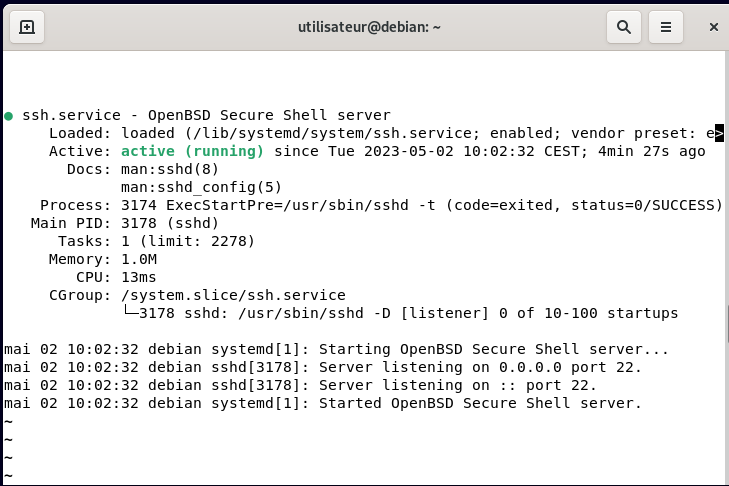 utilisateur@debian: ~
● ssh.service - OpenBSD Secure Shell server
     Loaded: loaded (/lib/systemd/system/ssh.service; enabled; vendor preset: e>
     Active: active (running) since Tue 2023-05-02 10:02:32 CEST; 4min 27s ago
       Docs: man:sshd(8)
             man:sshd_config(5)
    Process: 3174 ExecStartPre=/usr/sbin/sshd -t (code=exited, status=0/SUCCESS)
   Main PID: 3178 (sshd)
      Tasks: 1 (limit: 2278)
     Memory: 1.0M
        CPU: 13ms
     CGroup: /system.slice/ssh.service
             └─3178 sshd: /usr/sbin/sshd -D [listener] 0 of 10-100 startups
mai 02 10:02:32 debian systemd[1]: Starting OpenBSD Secure Shell server...
mai 02 10:02:32 debian sshd[3178]: Server listening on 0.0.0.0 port 22.
mai 02 10:02:32 debian sshd[3178]: Server listening on :: port 22.
mai 02 10:02:32 debian systemd[1]: Started OpenBSD Secure Shell server.
~
~
~
~